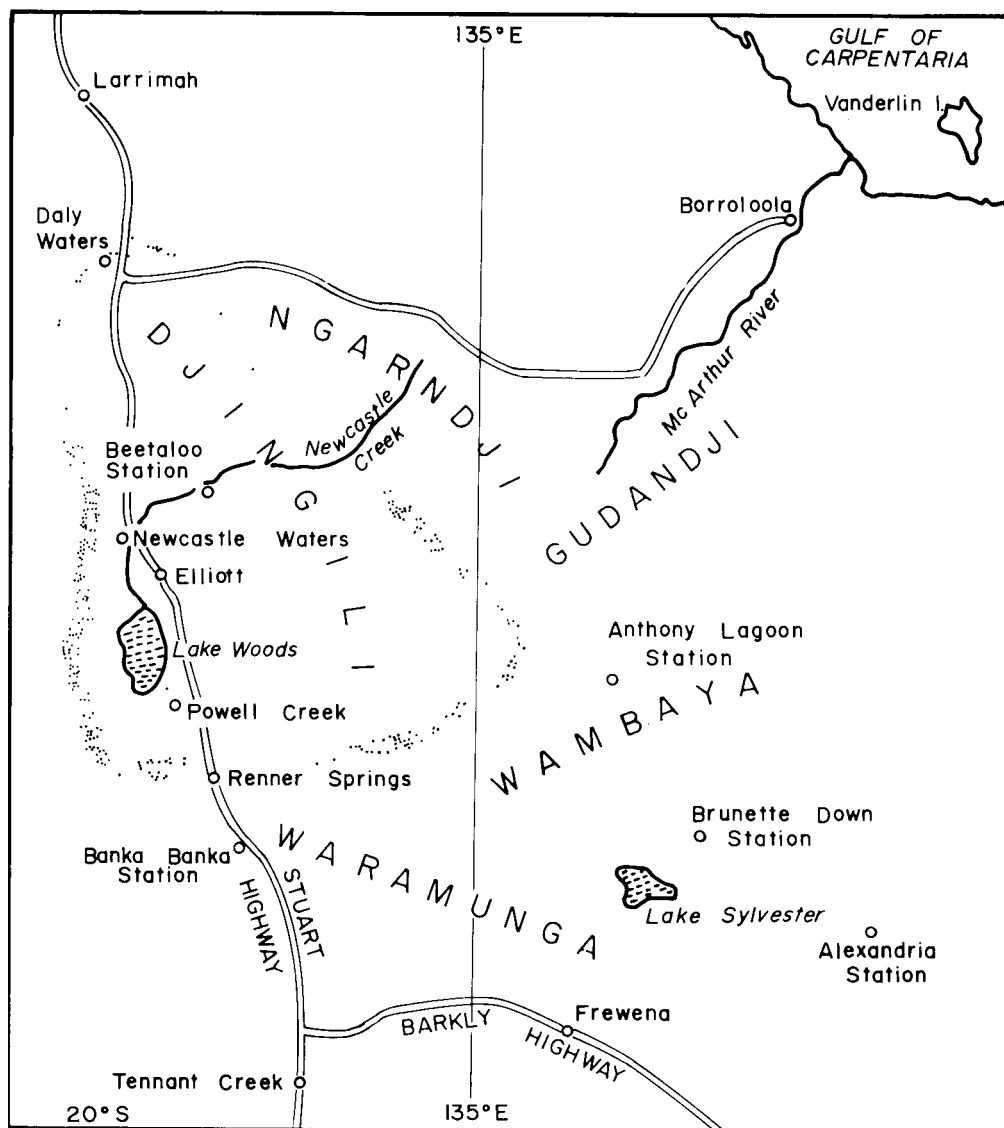 135°E
GULF OF
CARPENTARIA
Vanderlin I.
Larrimah
Borroloola
Daly
Waters
NGARNDJI
DJINGILI
McArthur River
Newcastle
Creek
Beetaloo
Station
GUDANDJI
Newcastle Waters
Elliott
Lake Woods
Anthony Lagoon
Station
Powell Creek
WAMBAYA
Renner Springs
Brunette Down
Station
WARAMUNGA
Banka Banka
Station
STUART
HIGHWAY
Lake Sylvester
Alexandria
Station
Frewena
BARKLY
HIGHWAY
Tennant Creek
20°S
135°E